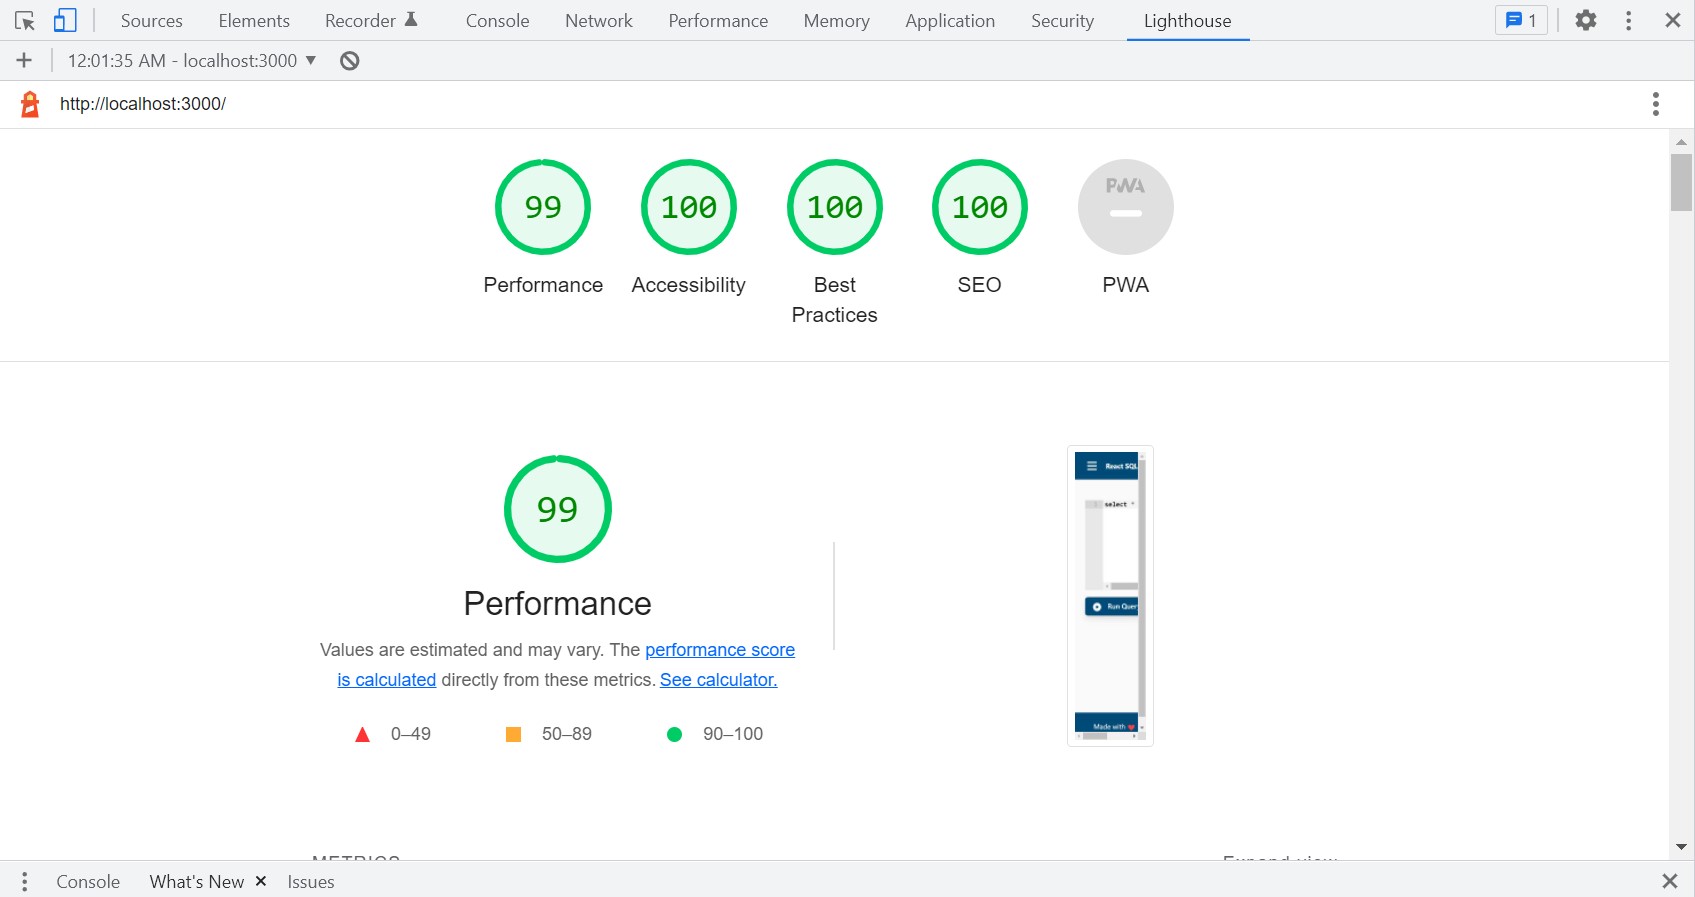 Sources Elements Recorder Console Network Performance Memory Application Security Lighthouse 1
12:01:35 AM - localhost:3000
http://localhost:3000/
99 100 100 100 PWA
Performance Accessibility Best Practices SEO PWA
99
Performance
Values are estimated and may vary. The performance score
is calculated directly from these metrics. See calculator.
0–49 50–89 90–100
React SQL
select *
Run Quer
Made with
METRICS Expand view
Console What's New Issues